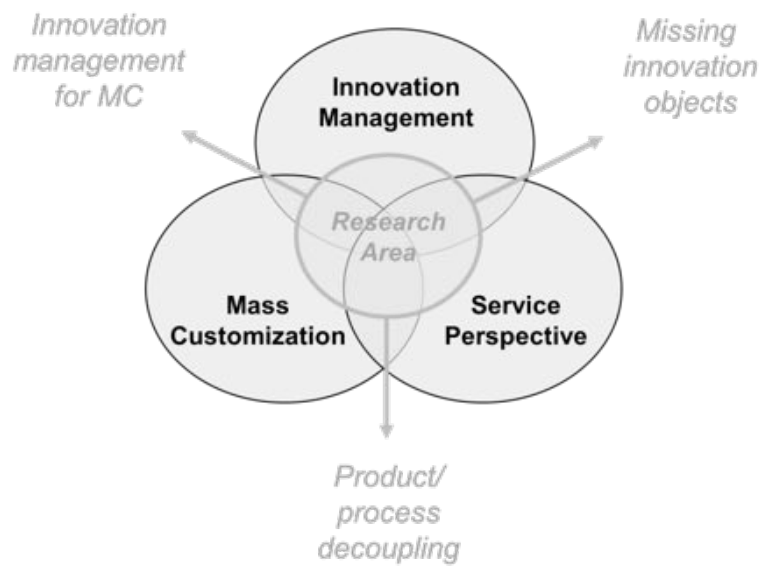 Innovation
management
for MC
Missing
innovation
objects
Innovation
Management
Research
Area
Mass
Customization
Service
Perspective
Product/
process
decoupling